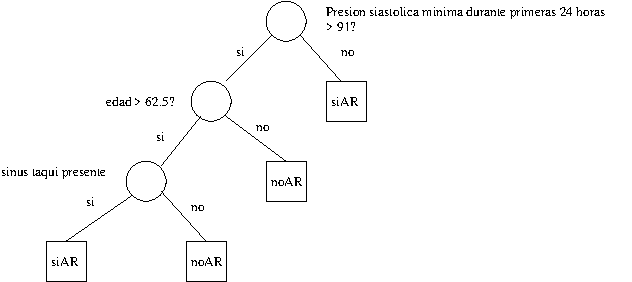 Presion siastolica minima durante primeras 24 horas
> 91?
si
no
edad > 62.5?
siAR
si
no
sinus taqui presente
noAR
si
no
siAR
noAR